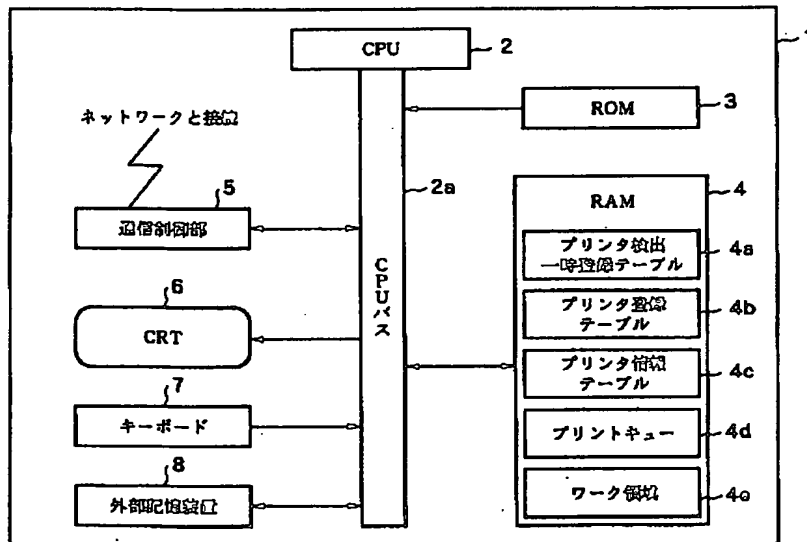 CPU
2
1
ROM
3
ネットワークと接続
2a
5
通信制御部
4
RAM
プリンタ検出
一時登録テーブル
4a
CPUバス
6
CRT
プリンタ登録
テーブル
4b
プリンタ情報
テーブル
4c
7
キーボード
プリントキュー
4d
8
外部記憶装置
ワーク領域
4e